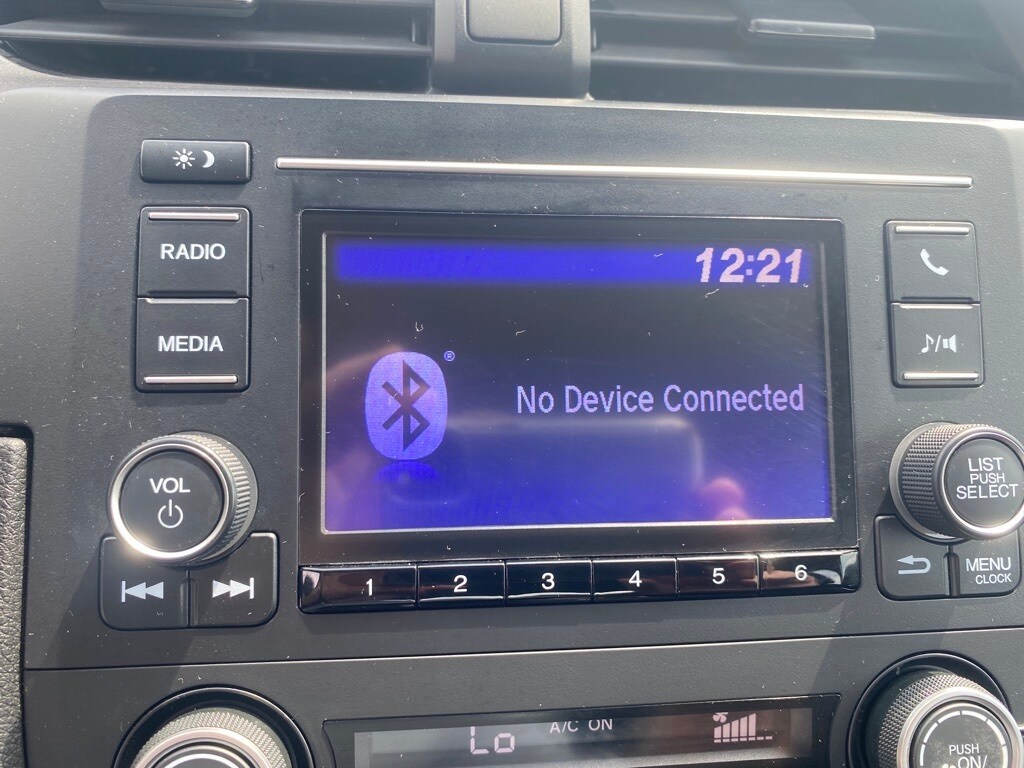 12:21
RADIO
MEDIA
®
No Device Connected
VOL
LIST
PUSH
SELECT
MENU
CLOCK
1 2 3 4 5 6
A/C ON
Lo
PUSH
ON/